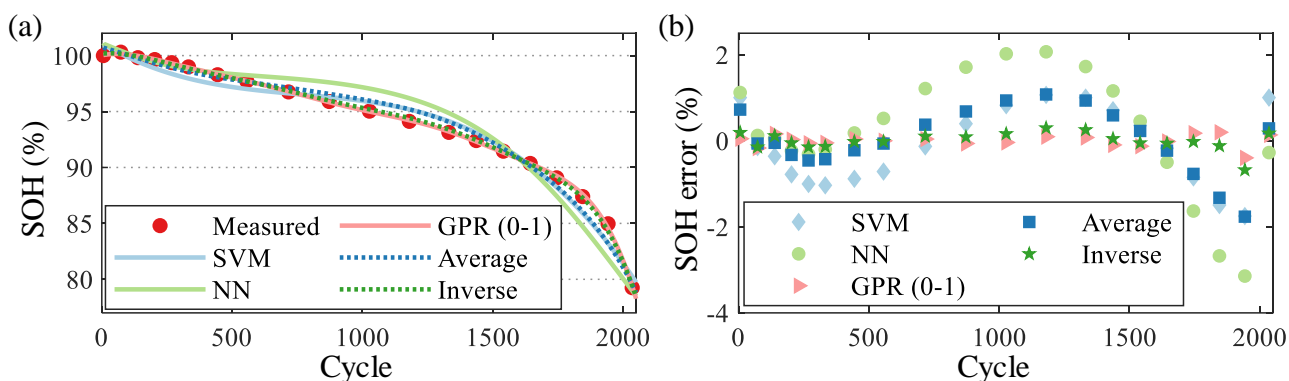 (a)
SOH (%)
100
95
90
85
80
Measured
SVM
NN
GPR (0-1)
Average
Inverse
0 500 1000 1500 2000
Cycle
(b)
SOH error (%)
2
0
-2
-4
SVM
NN
GPR (0-1)
Average
Inverse
0 500 1000 1500 2000
Cycle